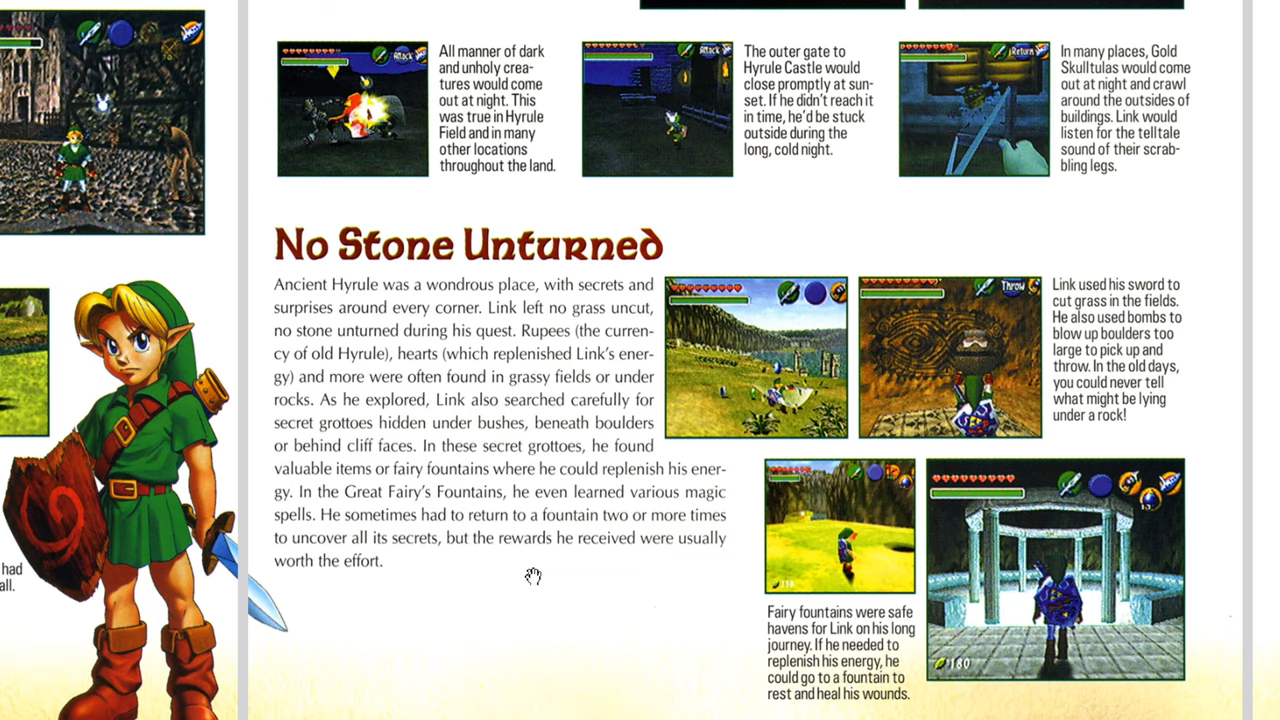 had
all.
Attack
All manner of dark
and unholy crea-
tures would come
out at night. This
was true in Hyrule
Field and in many
other locations
throughout the land.
Attack
The outer gate to
Hyrule Castle would
close promptly at sun-
set. If he didn't reach it
in time, he'd be stuck
outside during the
long, cold night.
Return
In many places, Gold
Skulltulas would come
out at night and crawl
around the outsides of
buildings. Link would
listen for the telltale
sound of their scrab-
bling legs.
No Stone Unturned
Ancient Hyrule was a wondrous place, with secrets and
surprises around every corner. Link left no grass uncut,
no stone unturned during his quest. Rupees (the curren-
cy of old Hyrule), hearts (which replenished Link's ener-
gy) and more were often found in grassy fields or under
rocks. As he explored, Link also searched carefully for
secret grottoes hidden under bushes, beneath boulders
or behind cliff faces. In these secret grottoes, he found
valuable items or fairy fountains where he could replenish his ener-
gy. In the Great Fairy's Fountains, he even learned various magic
spells. He sometimes had to return to a fountain two or more times
to uncover all its secrets, but the rewards he received were usually
worth the effort.
Throw
Link used his sword to
cut grass in the fields.
He also used bombs to
blow up boulders too
large to pick up and
throw. In the old days,
you could never tell
what might be lying
under a rock!
Fairy fountains were safe
havens for Link on his long
journey. If he needed to
replenish his energy, he
could go to a fountain to
rest and heal his wounds.
180